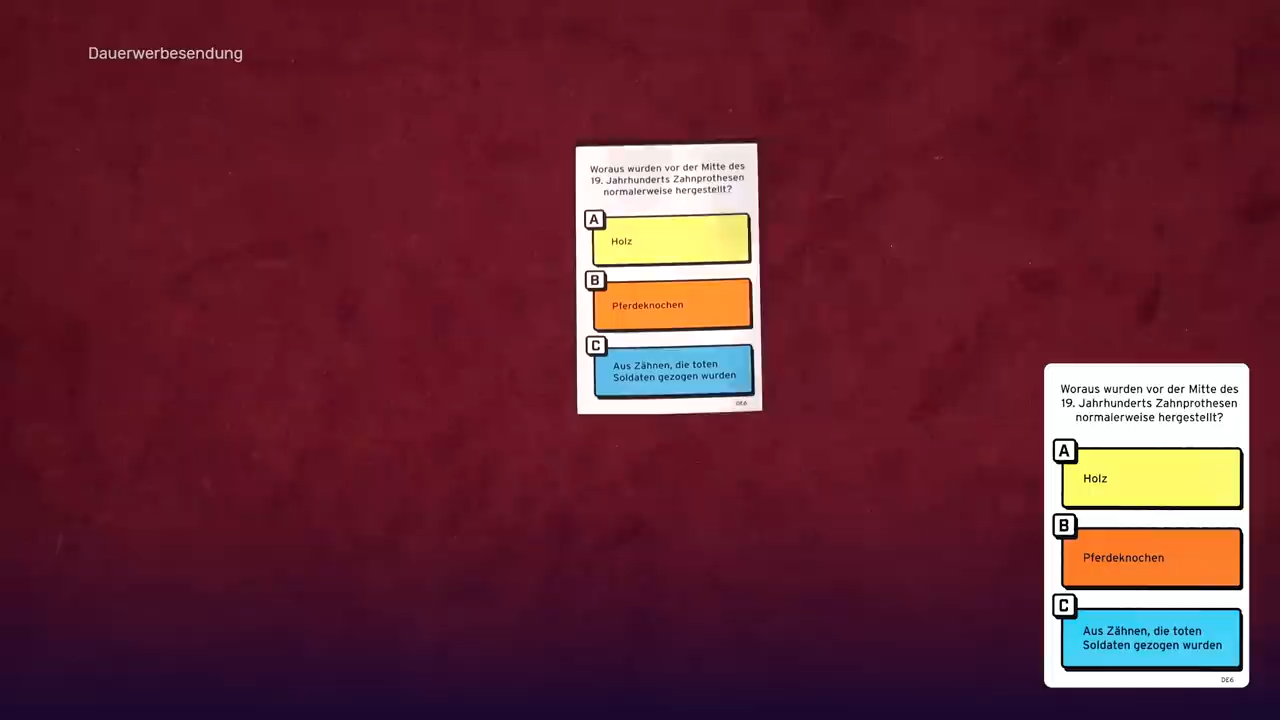 Dauerwerbesendung
Woraus wurden vor der Mitte des
19. Jahrhunderts Zahnprothesen
normalerweise hergestellt?
A
Holz
B
Pferdeknochen
C
Aus Zähnen, die toten
Soldaten gezogen wurden
DE6
Woraus wurden vor der Mitte des
19. Jahrhunderts Zahnprothesen
normalerweise hergestellt?
A
Holz
B
Pferdeknochen
C
Aus Zähnen, die toten
Soldaten gezogen wurden
DE6